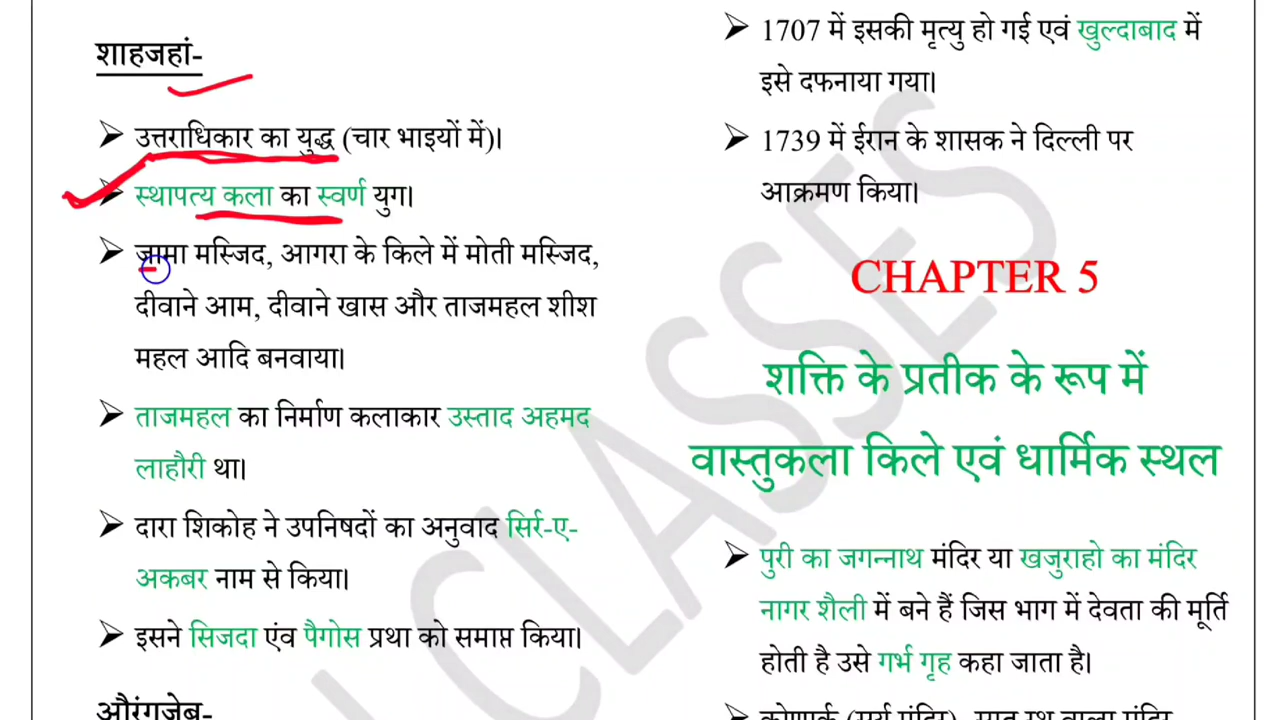 शाहजहां-
उत्तराधिकार का युद्ध (चार भाइयों में)।
स्थापत्य कला का स्वर्ण युग।
जामा मस्जिद, आगरा के किले में मोती मस्जिद,
दीवाने आम, दीवाने खास और ताजमहल शीश
महल आदि बनवाया।
ताजमहल का निर्माण कलाकार उस्ताद अहमद
लाहौरी था।
दारा शिकोह ने उपनिषदों का अनुवाद सिर्र-ए-
अकबर नाम से किया।
इसने सिजदा एंव पैगोस प्रथा को समाप्त किया।
औरंगजेब-
1707 में इसकी मृत्यु हो गई एवं खुल्दाबाद में
इसे दफनाया गया।
1739 में ईरान के शासक ने दिल्ली पर
आक्रमण किया।
CHAPTER 5
शक्ति के प्रतीक के रूप में
वास्तुकला किले एवं धार्मिक स्थल
पुरी का जगन्नाथ मंदिर या खजुराहो का मंदिर
नागर शैली में बने हैं जिस भाग में देवता की मूर्ति
होती है उसे गर्भ गृह कहा जाता है।
कोणार्क (सूर्य मंदिर)- सात रथ वाला मंदिर
CLASSES